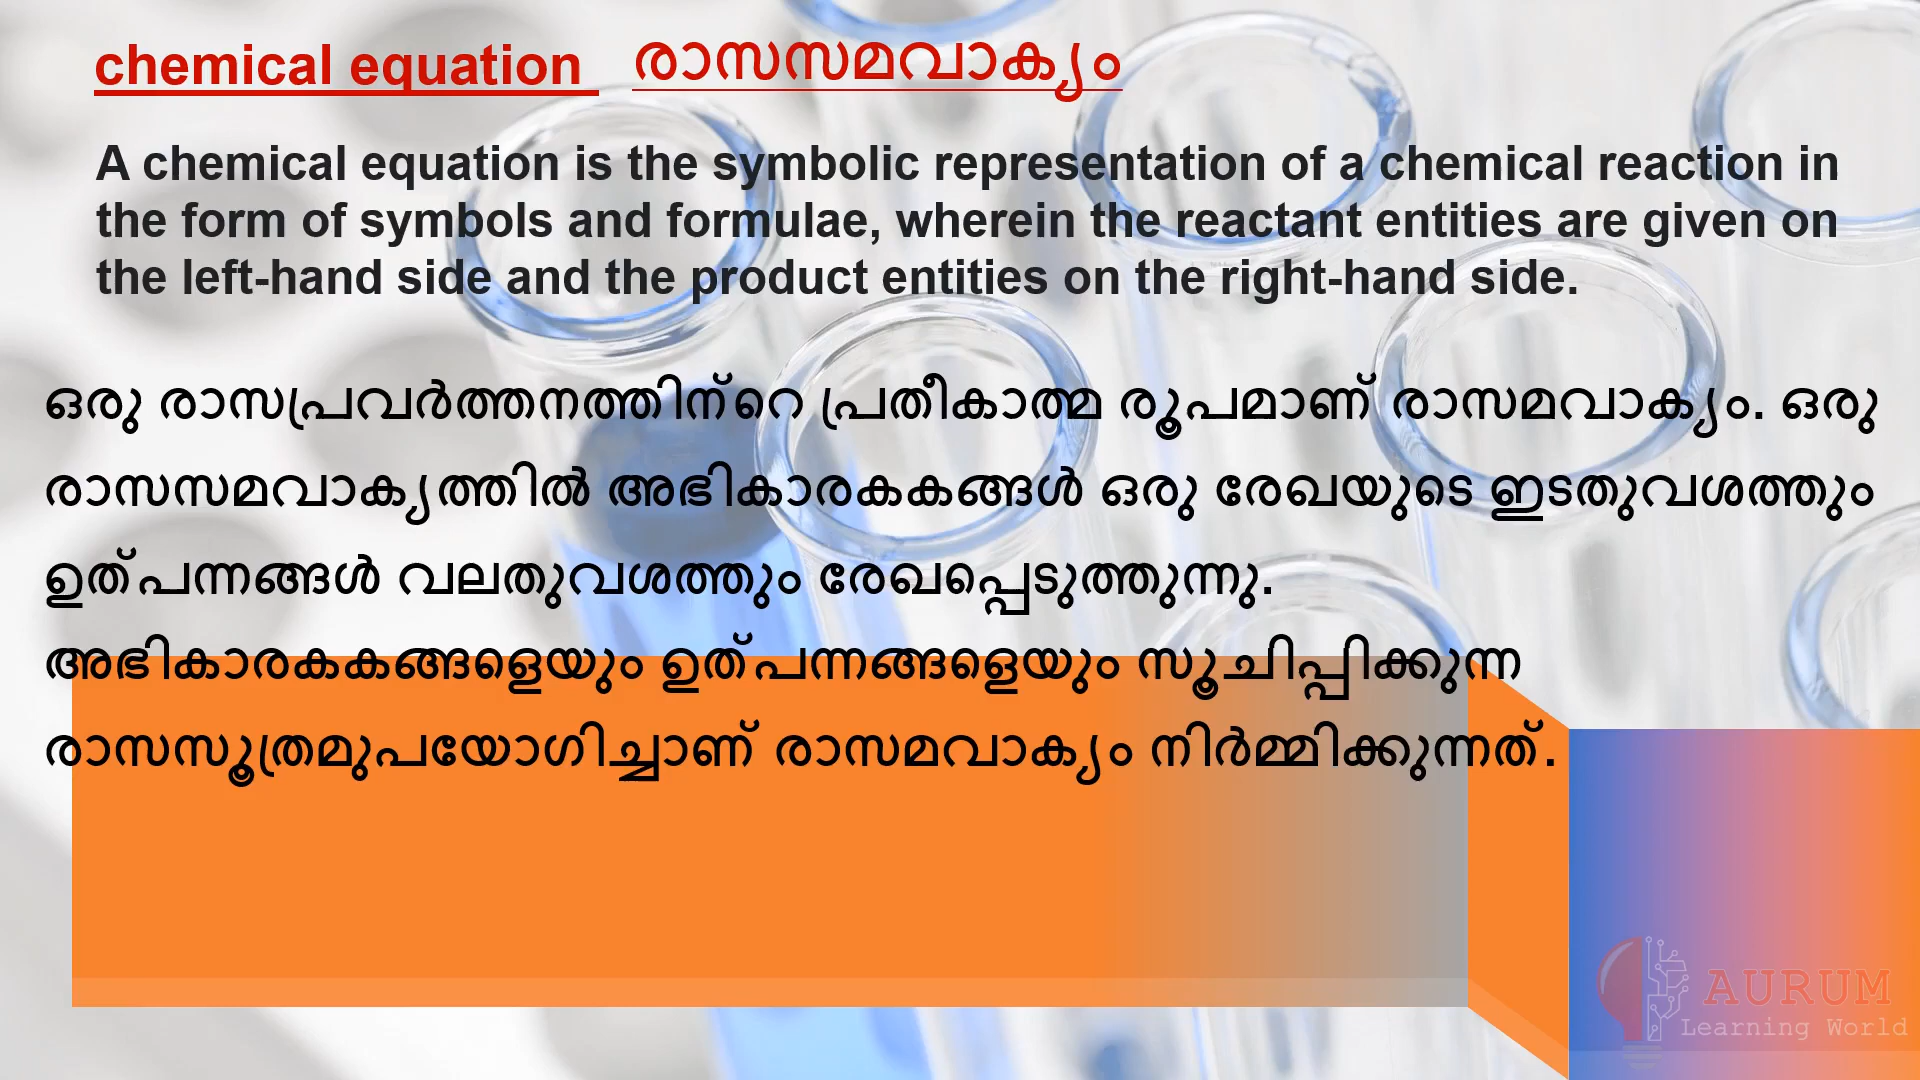 chemical equation രാസസമവാക്യം
A chemical equation is the symbolic representation of a chemical reaction in
the form of symbols and formulae, wherein the reactant entities are given on
the left-hand side and the product entities on the right-hand side.
ഒരു രാസപ്രവർത്തനത്തിന്റെ പ്രതീകാത്മ രൂപമാണ് രാസമവാക്യം. ഒരു
രാസസമവാക്യത്തിൽ അഭികാരകകങ്ങൾ ഒരു രേഖയുടെ ഇടതുവശത്തും
ഉത്പന്നങ്ങൾ വലതുവശത്തും രേഖപ്പെടുത്തുന്നു.
അഭികാരകകങ്ങളെയും ഉത്പന്നങ്ങളെയും സൂചിപ്പിക്കുന്ന
രാസസൂത്രമുപയോഗിച്ചാണ് രാസമവാക്യം നിർമ്മിക്കുന്നത്.
AURUM
Learning World